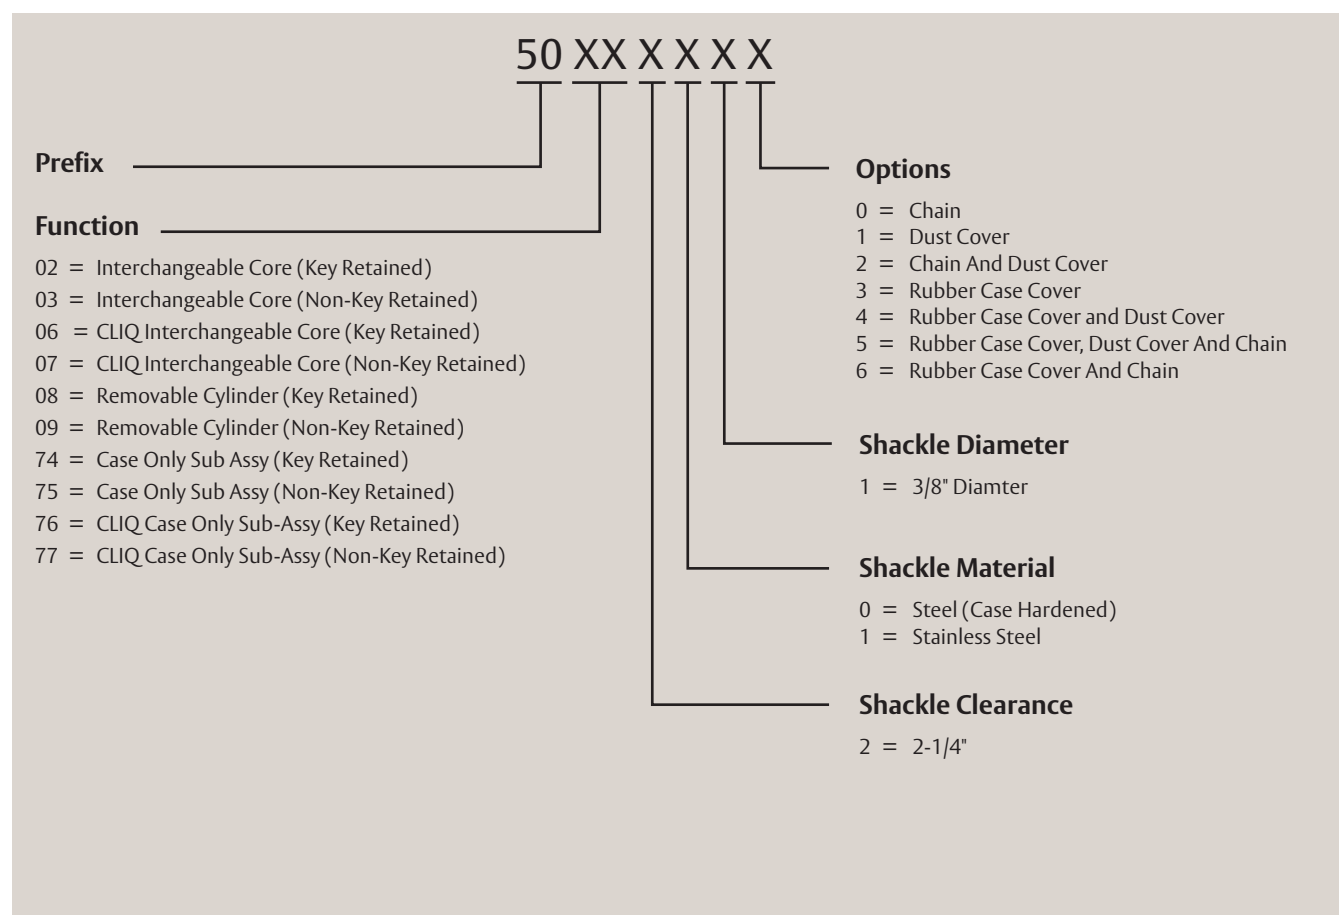 50 XX X X X X
Prefix
Function
02 = Interchangeable Core (Key Retained)
03 = Interchangeable Core (Non-Key Retained)
06 = CLIQ Interchangeable Core (Key Retained)
07 = CLIQ Interchangeable Core (Non-Key Retained)
08 = Removable Cylinder (Key Retained)
09 = Removable Cylinder (Non-Key Retained)
74 = Case Only Sub Assy (Key Retained)
75 = Case Only Sub Assy (Non-Key Retained)
76 = CLIQ Case Only Sub-Assy (Key Retained)
77 = CLIQ Case Only Sub-Assy (Non-Key Retained)
Options
0 = Chain
1 = Dust Cover
2 = Chain And Dust Cover
3 = Rubber Case Cover
4 = Rubber Case Cover and Dust Cover
5 = Rubber Case Cover, Dust Cover And Chain
6 = Rubber Case Cover And Chain
Shackle Diameter
1 = 3/8" Diamter
Shackle Material
0 = Steel (Case Hardened)
1 = Stainless Steel
Shackle Clearance
2 = 2-1/4"